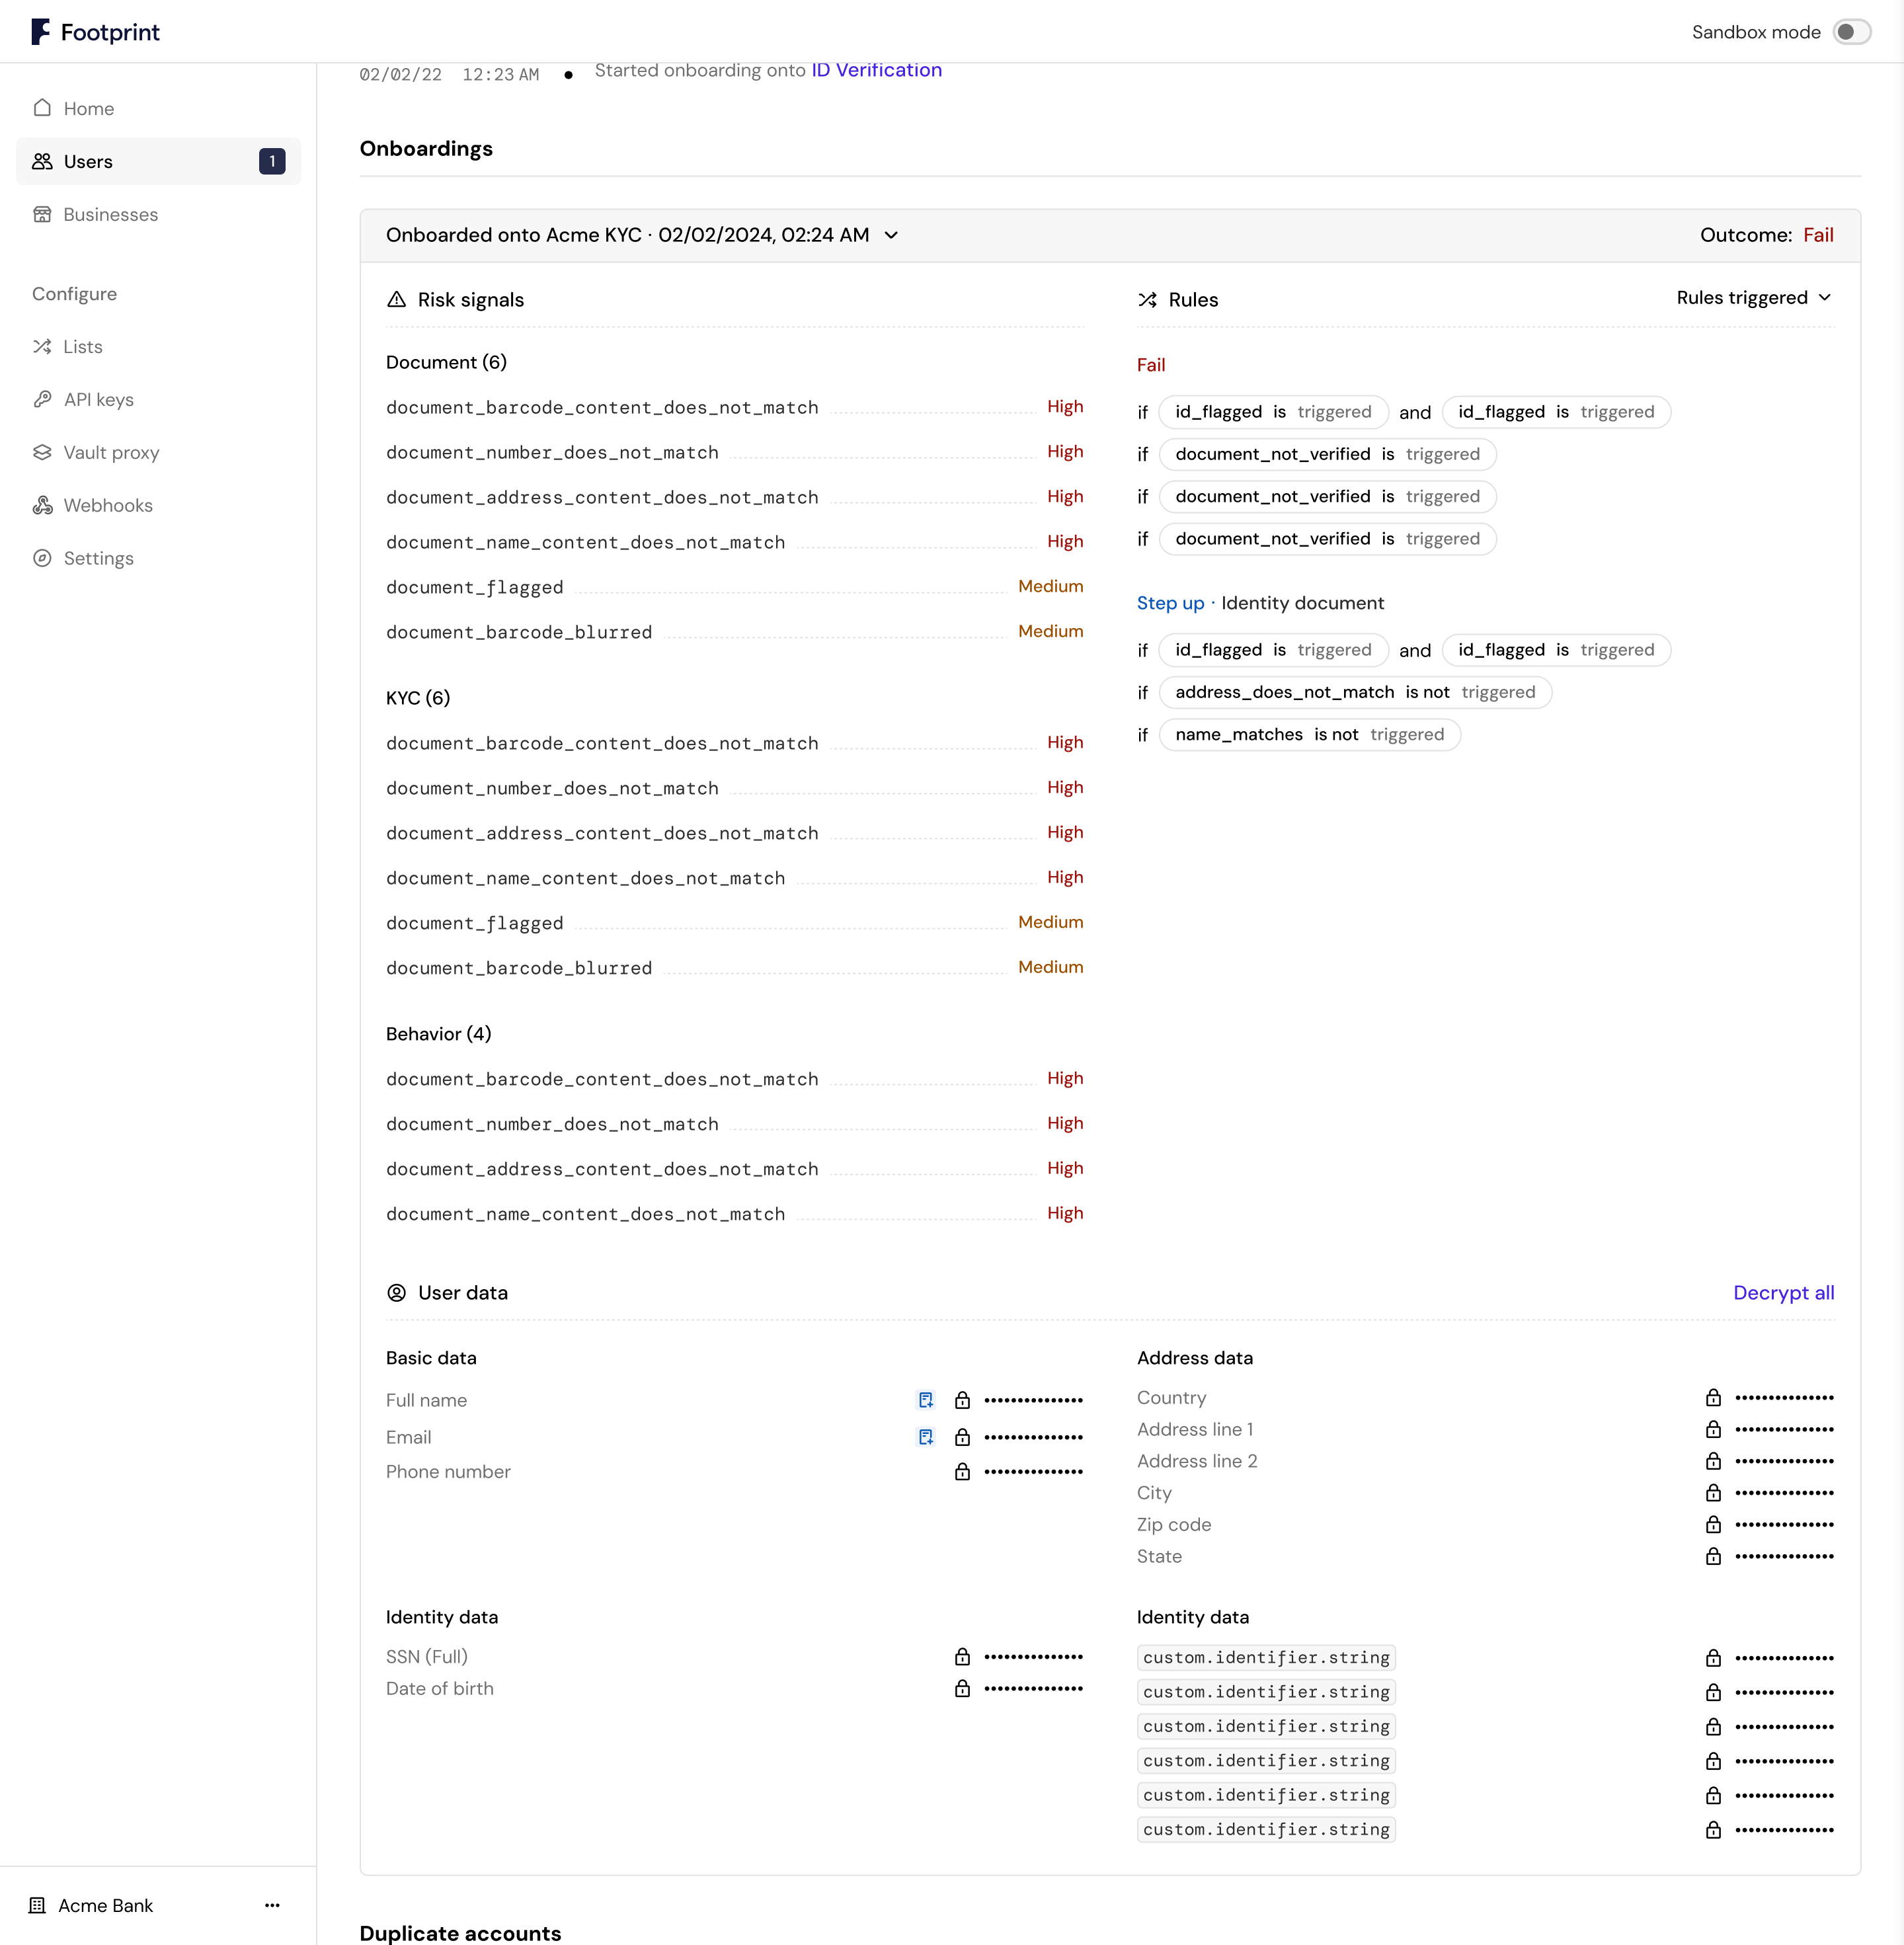 Footprint
Sandbox mode
Home
Users 1
Businesses
Configure
Lists
API keys
Vault proxy
Webhooks
Settings
Acme Bank
02/02/22 12:23 AM Started onboarding onto ID Verification
Onboardings
Onboarded onto Acme KYC · 02/02/2024, 02:24 AM
Outcome: Fail
Risk signals
Document (6)
document_barcode_content_does_not_match High
document_number_does_not_match High
document_address_content_does_not_match High
document_name_content_does_not_match High
document_flagged Medium
document_barcode_blurred Medium
KYC (6)
document_barcode_content_does_not_match High
document_number_does_not_match High
document_address_content_does_not_match High
document_name_content_does_not_match High
document_flagged Medium
document_barcode_blurred Medium
Behavior (4)
document_barcode_content_does_not_match High
document_number_does_not_match High
document_address_content_does_not_match High
document_name_content_does_not_match High
Rules
Rules triggered
Fail
if id_flagged is triggered and id_flagged is triggered
if document_not_verified is triggered
if document_not_verified is triggered
if document_not_verified is triggered
Step up · Identity document
if id_flagged is triggered and id_flagged is triggered
if address_does_not_match is not triggered
if name_matches is not triggered
User data
Decrypt all
Basic data
Full name •••••••••••••••
Email •••••••••••••••
Phone number •••••••••••••••
Address data
Country •••••••••••••••
Address line 1 •••••••••••••••
Address line 2 •••••••••••••••
City •••••••••••••••
Zip code •••••••••••••••
State •••••••••••••••
Identity data
SSN (Full) •••••••••••••••
Date of birth •••••••••••••••
Identity data
custom.identifier.string •••••••••••••••
custom.identifier.string •••••••••••••••
custom.identifier.string •••••••••••••••
custom.identifier.string •••••••••••••••
custom.identifier.string •••••••••••••••
custom.identifier.string •••••••••••••••
Duplicate accounts